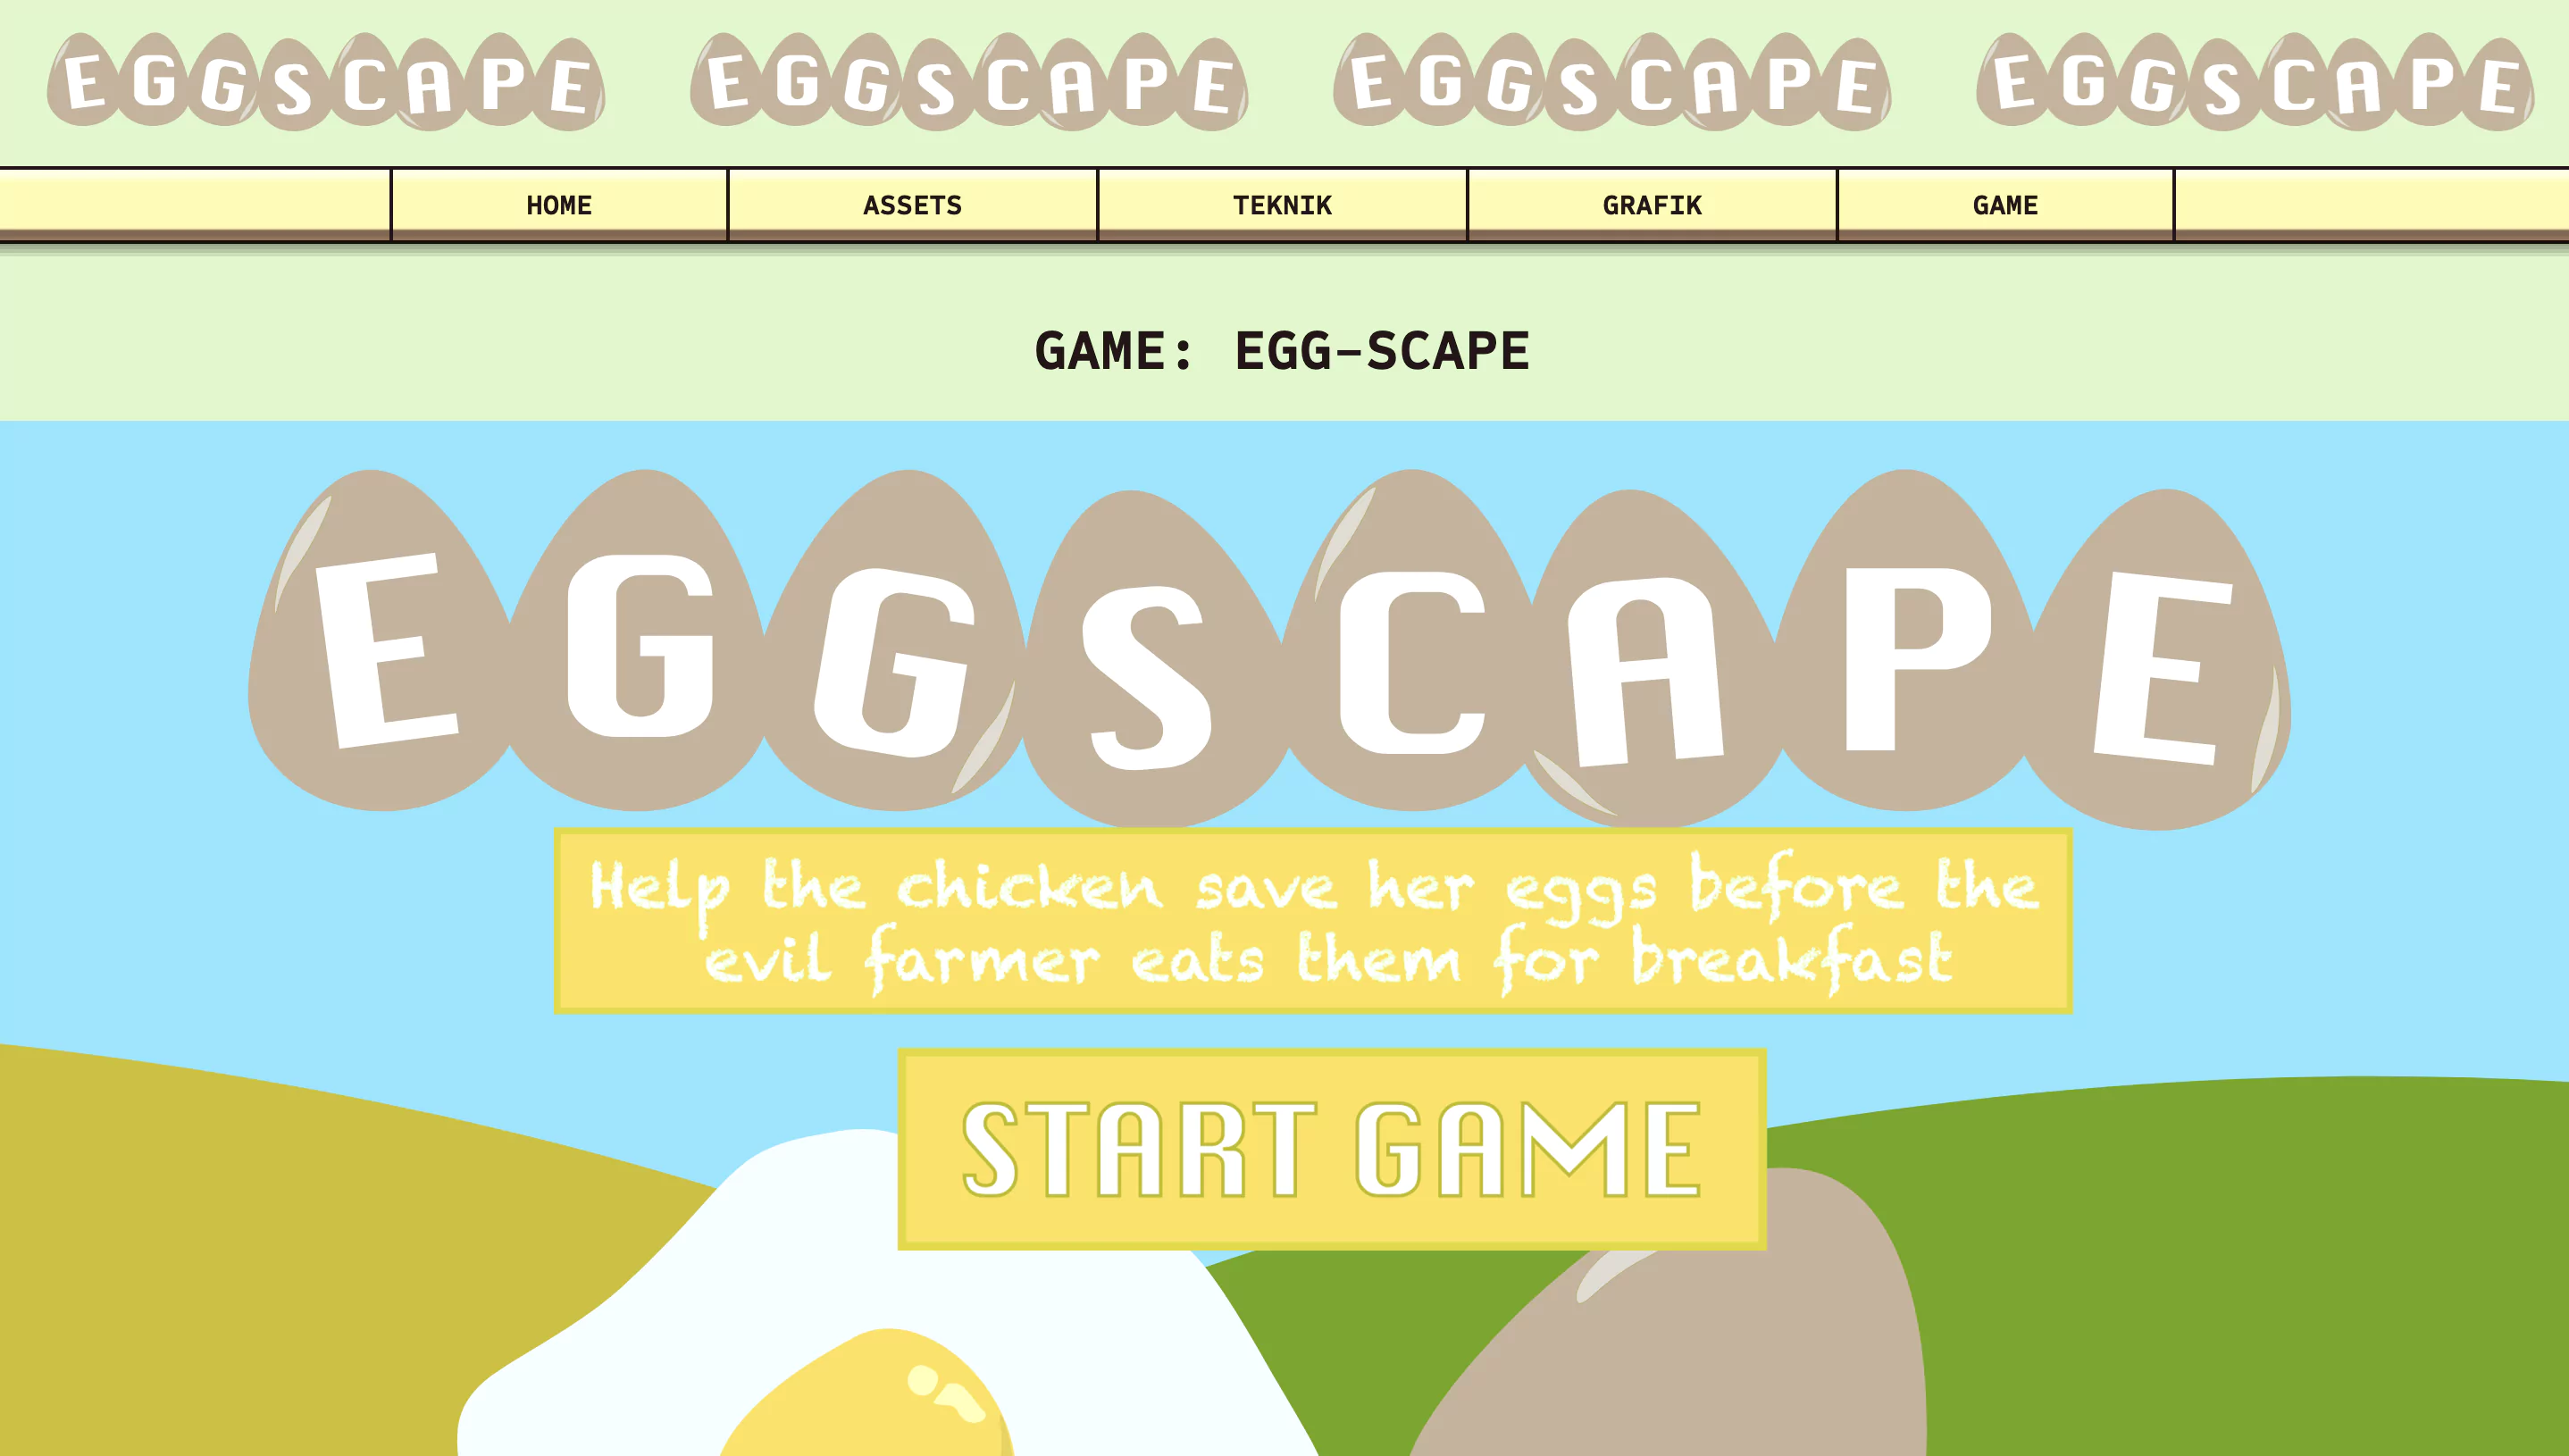 EGGSCAPE EGGSCAPE EGGSCAPE EGGSCAPE
HOME ASSETS TEKNIK GRAFIK GAME
GAME: EGG-SCAPE
EGGSCAPE
Help the chicken save her eggs before the
evil farmer eats them for breakfast
START GAME